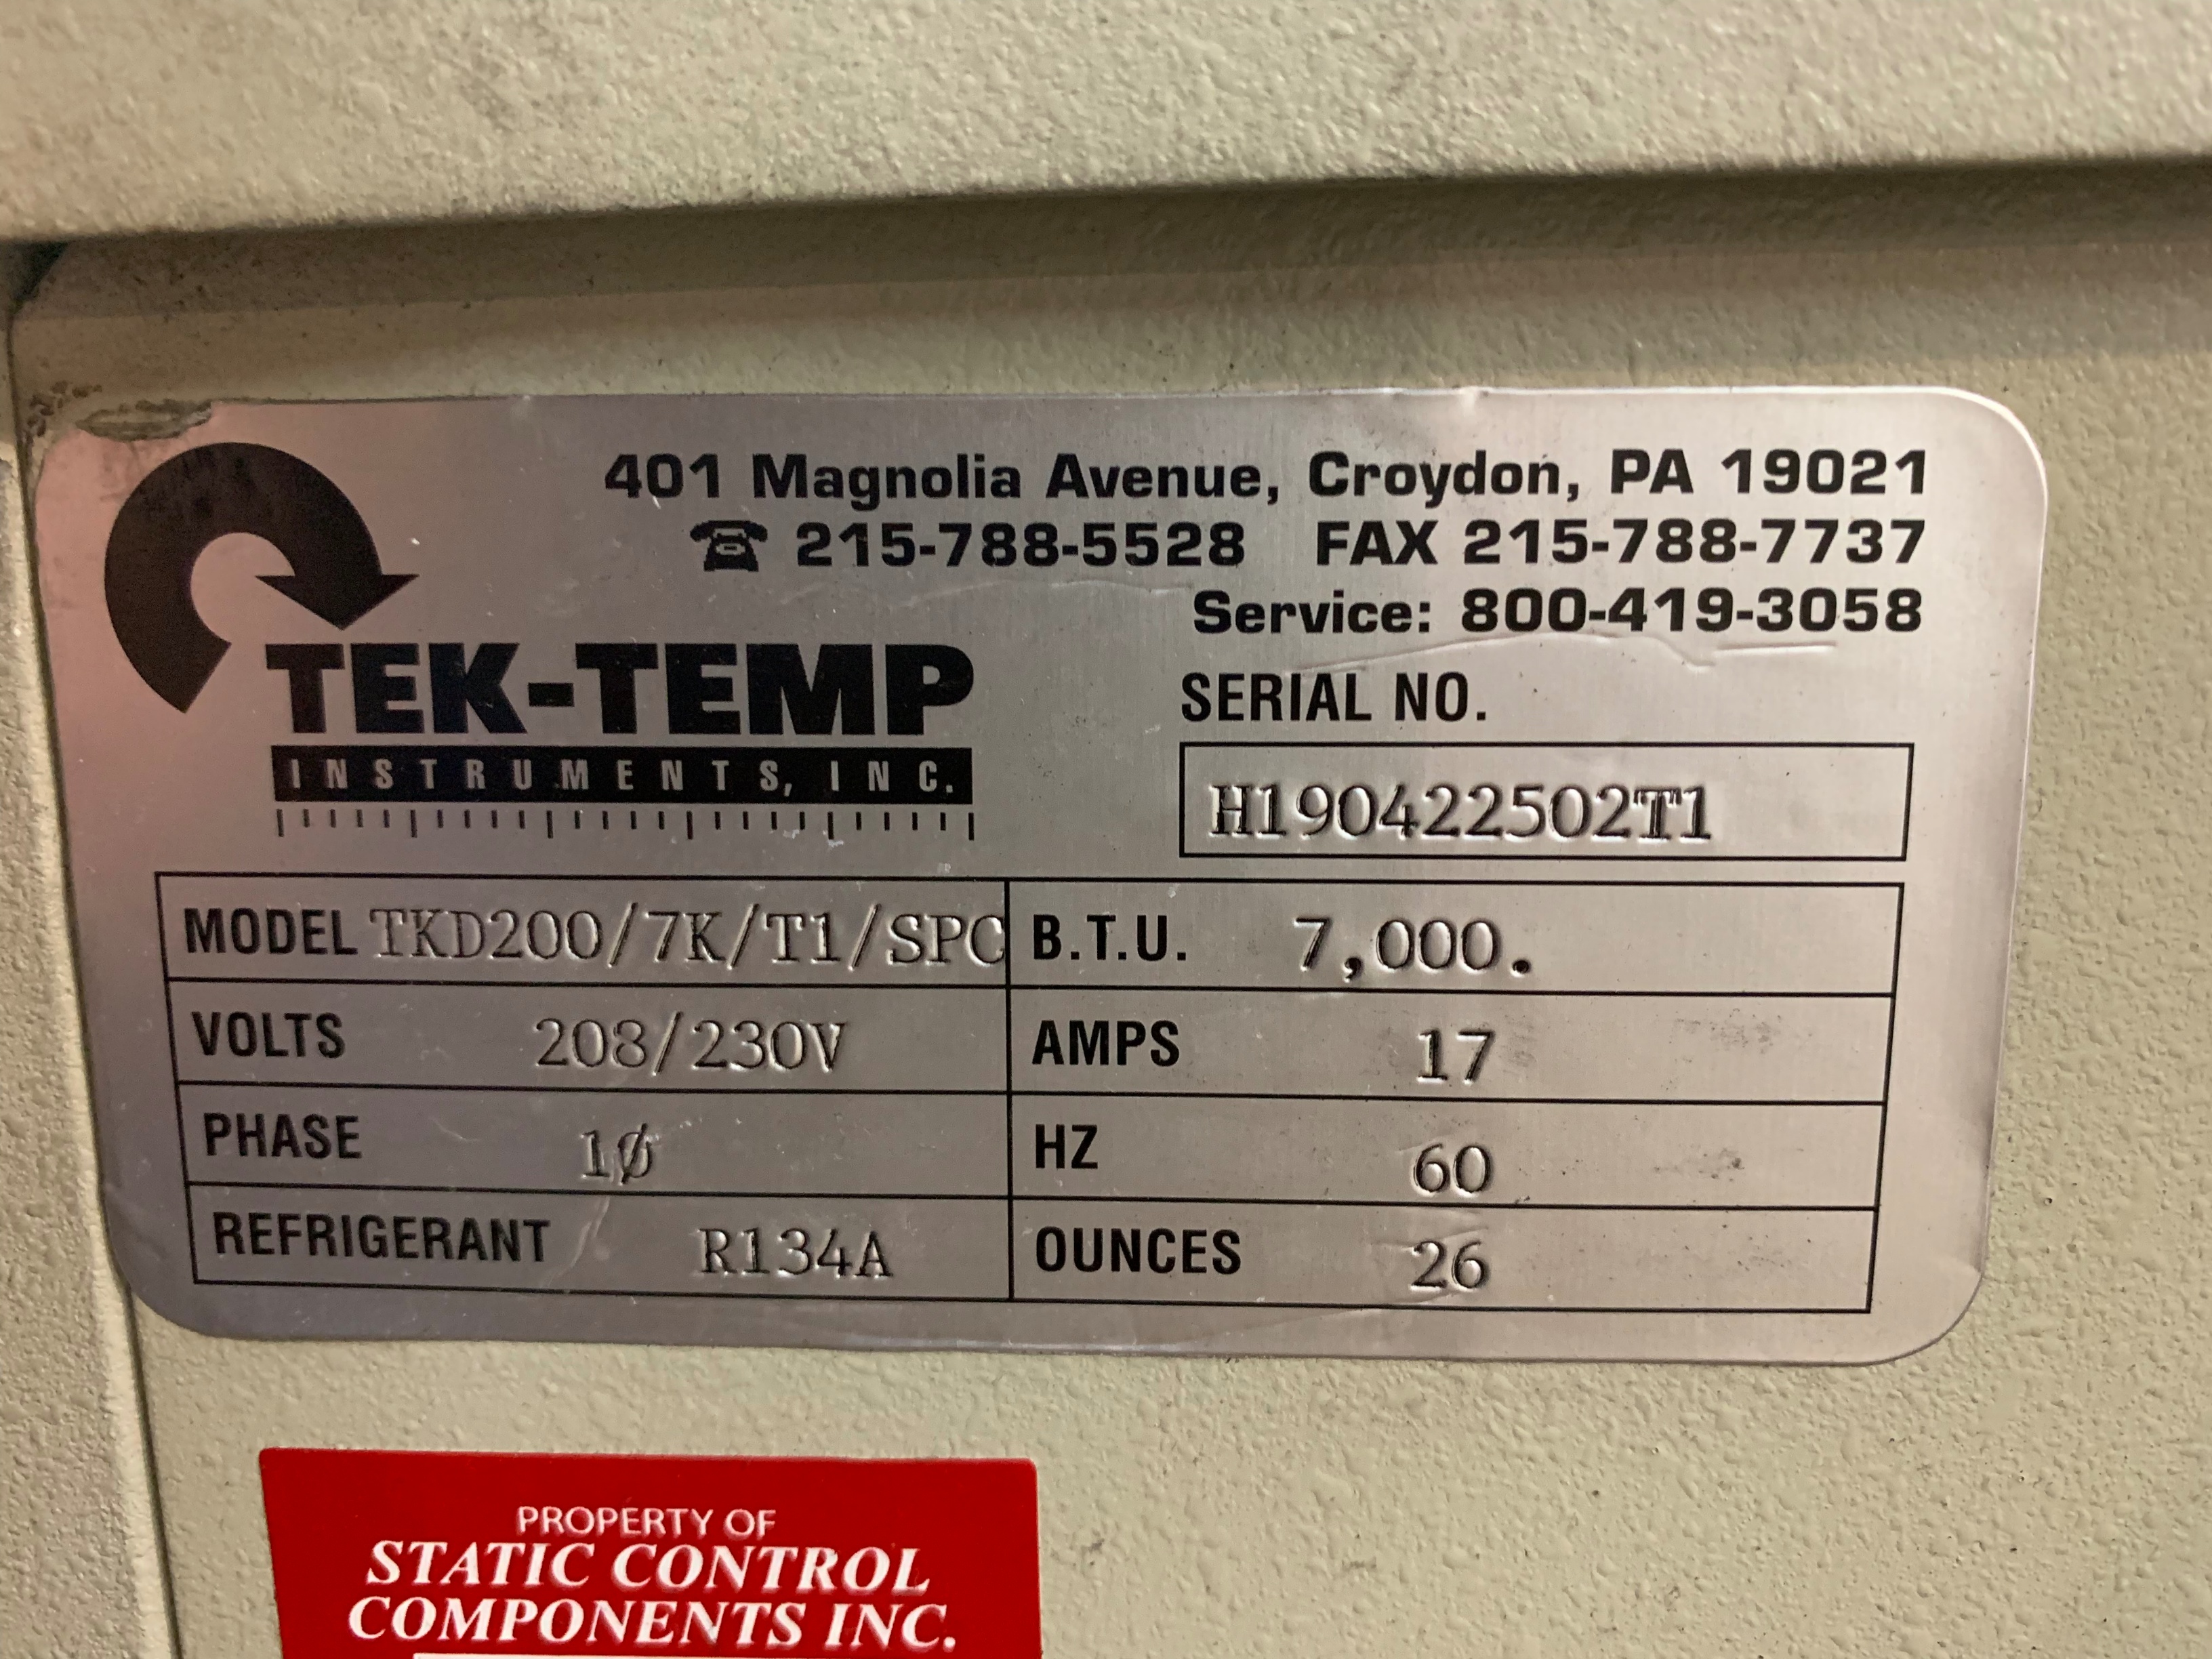 401 Magnolia Avenue, Croydon, PA 19021
☎ 215-788-5528 FAX 215-788-7737
Service: 800-419-3058
TEK-TEMP
INSTRUMENTS, INC.
SERIAL NO.
H190422502T1
MODEL TKD200/7K/T1/SPC B.T.U. 7,000.
VOLTS 208/230V AMPS 17
PHASE 1Ø HZ 60
REFRIGERANT R134A OUNCES 26
PROPERTY OF
STATIC CONTROL
COMPONENTS INC.